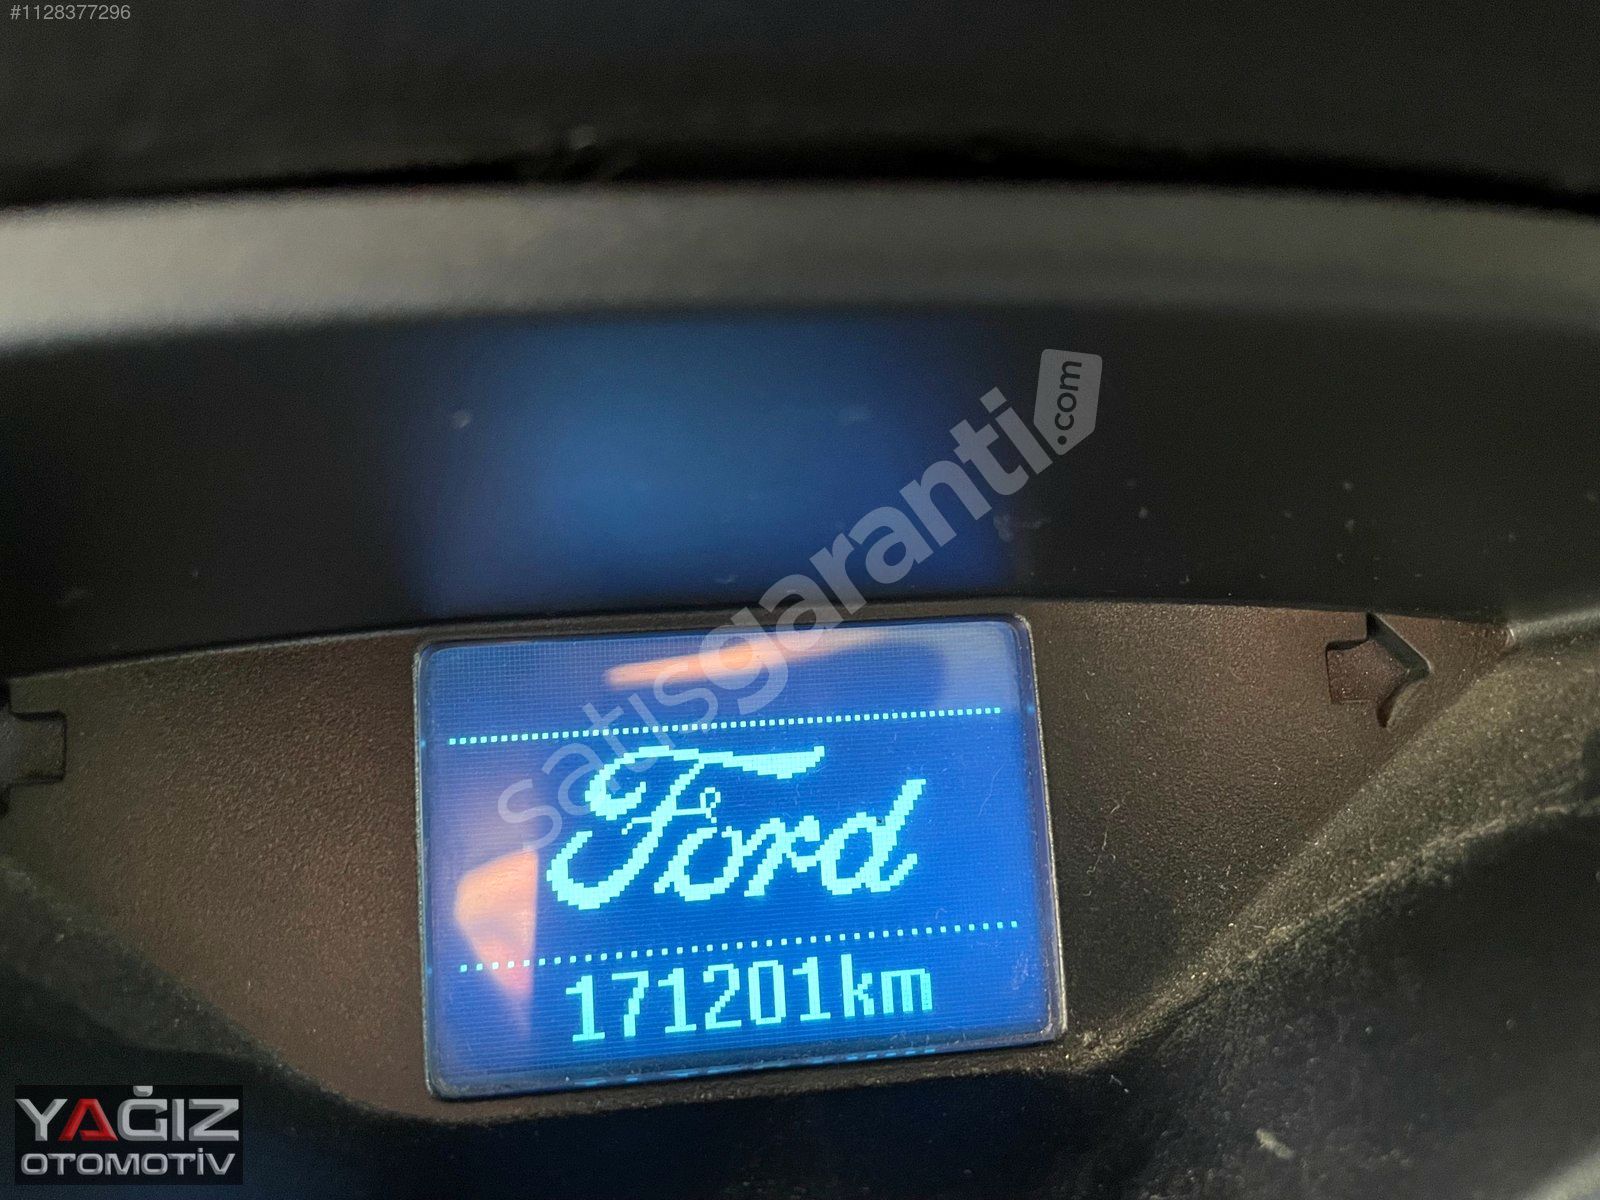 #1128377296
satışgaranti.com
Ford
171201km
YAĞIZ
OTOMOTİV